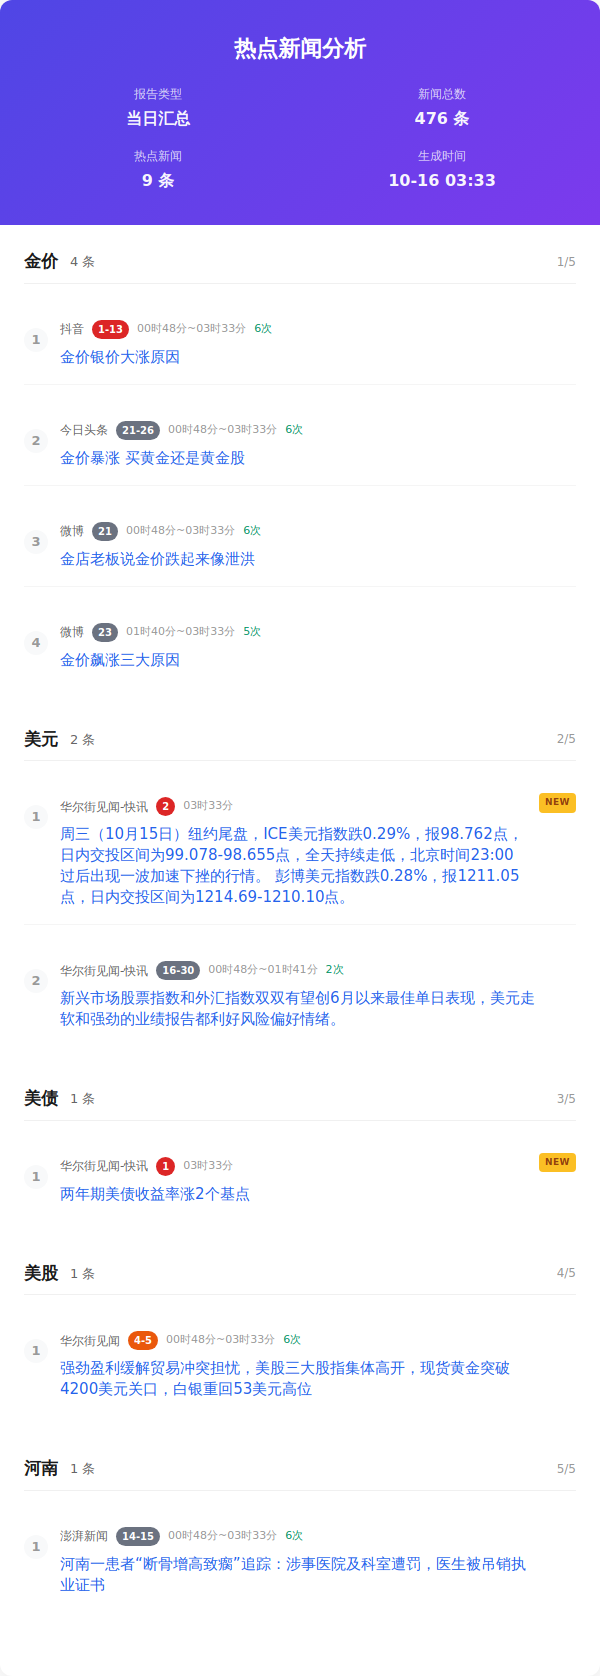 热点新闻分析
报告类型
新闻总数
当日汇总
476 条
热点新闻
生成时间
9 条
10-16 03:33
金价 4 条 1/5
1
抖音 1-13 00时48分~03时33分 6次
金价银价大涨原因
2
今日头条 21-26 00时48分~03时33分 6次
金价暴涨 买黄金还是黄金股
3
微博 21 00时48分~03时33分 6次
金店老板说金价跌起来像泄洪
4
微博 23 01时40分~03时33分 5次
金价飙涨三大原因
美元 2 条 2/5
1
华尔街见闻-快讯 2 03时33分 NEW
周三（10月15日）纽约尾盘，ICE美元指数跌0.29%，报98.762点，
日内交投区间为99.078-98.655点，全天持续走低，北京时间23:00
过后出现一波加速下挫的行情。 彭博美元指数跌0.28%，报1211.05
点，日内交投区间为1214.69-1210.10点。
2
华尔街见闻-快讯 16-30 00时48分~01时41分 2次
新兴市场股票指数和外汇指数双双有望创6月以来最佳单日表现，美元走
软和强劲的业绩报告都利好风险偏好情绪。
美债 1 条 3/5
1
华尔街见闻-快讯 1 03时33分 NEW
两年期美债收益率涨2个基点
美股 1 条 4/5
1
华尔街见闻 4-5 00时48分~03时33分 6次
强劲盈利缓解贸易冲突担忧，美股三大股指集体高开，现货黄金突破
4200美元关口，白银重回53美元高位
河南 1 条 5/5
1
澎湃新闻 14-15 00时48分~03时33分 6次
河南一患者“断骨增高致瘸”追踪：涉事医院及科室遭罚，医生被吊销执
业证书